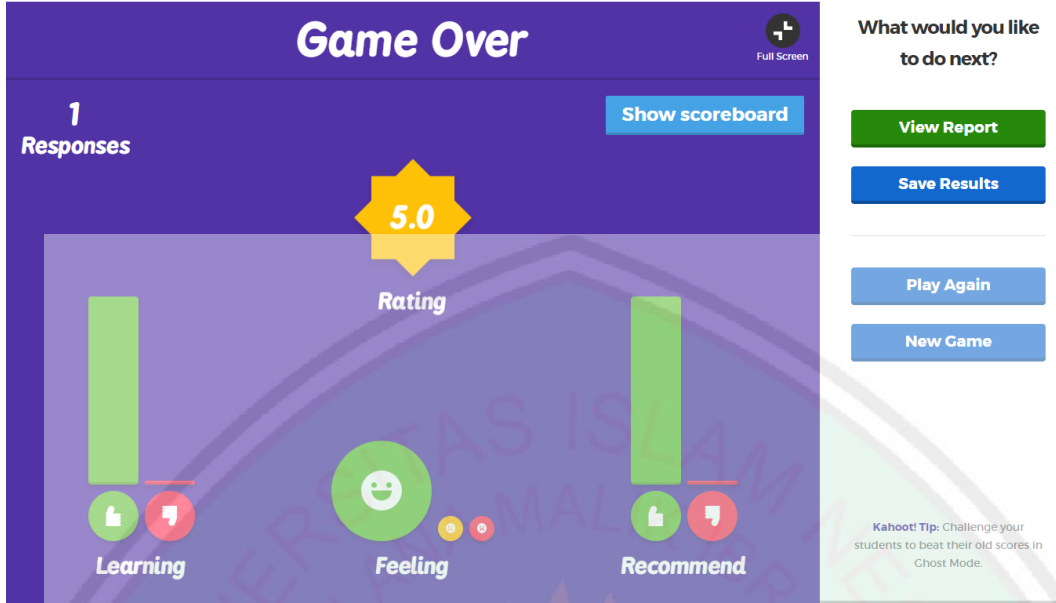 Game Over
Full Screen
1
Responses
Show scoreboard
5.0
Rating
Learning
Feeling
Recommend
What would you like
to do next?
View Report
Save Results
Play Again
New Game
Kahoot! Tip: Challenge your
students to beat their old scores in
Ghost Mode.